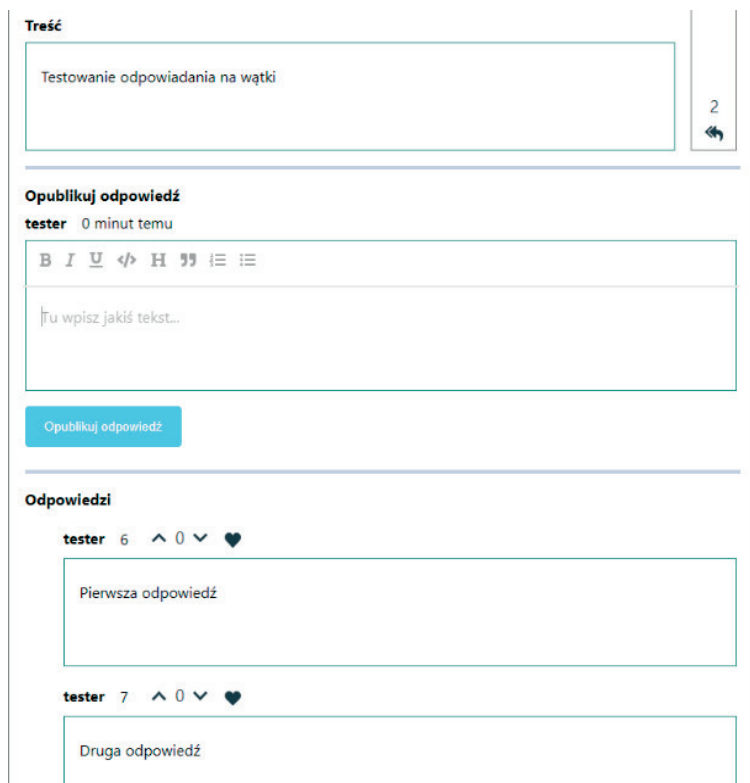 Treść
Testowanie odpowiadania na wątki
2
Opublikuj odpowiedź
tester 0 minut temu
B I U </> H
Tu wpisz jakiś tekst...
Opublikuj odpowiedź
Odpowiedzi
tester 6 0
Pierwsza odpowiedź
tester 7 0
Druga odpowiedź